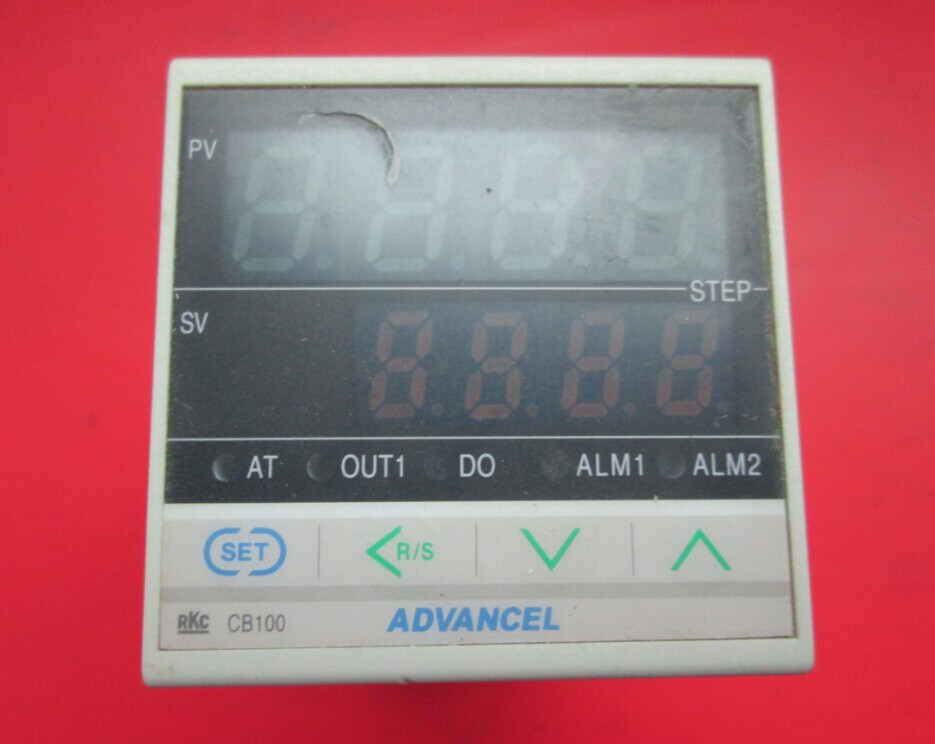 PV
STEP
SV
AT OUT1 DO ALM1 ALM2
SET R/S
RKC CB100 ADVANCEL